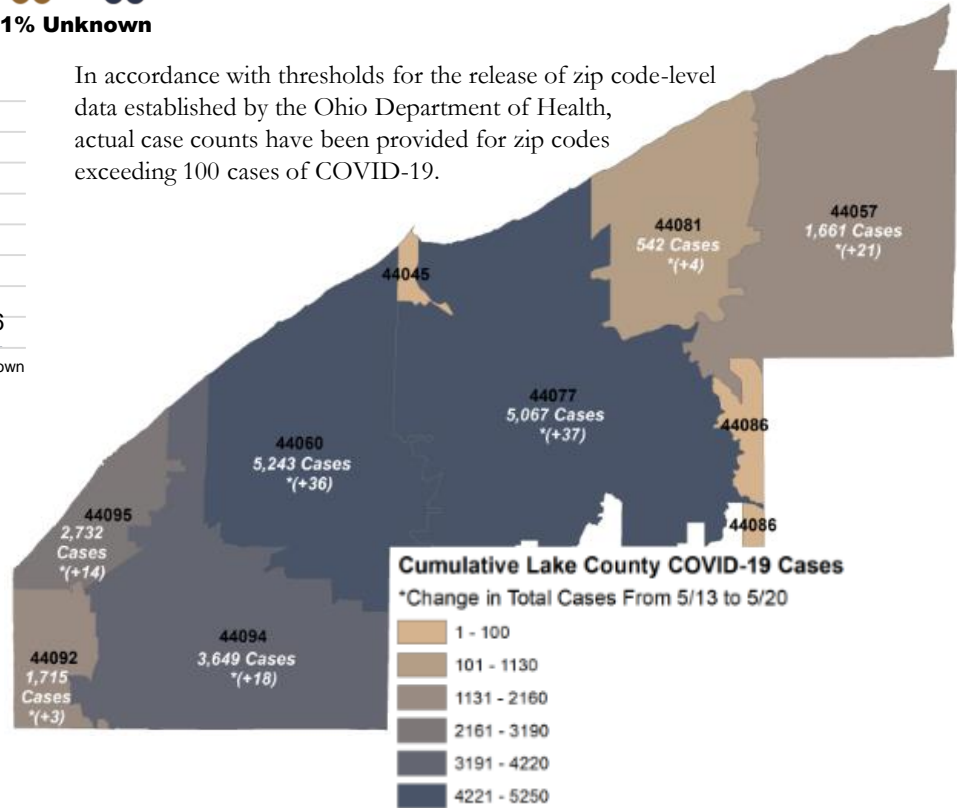 1% Unknown
In accordance with thresholds for the release of zip code-level
data established by the Ohio Department of Health,
actual case counts have been provided for zip codes
exceeding 100 cases of COVID-19.
44057
1,661 Cases
*(+21)
44081
542 Cases
*(+4)
44045
44077
5,067 Cases
*(+37)
44086
44060
5,243 Cases
*(+36)
44095
2,732
Cases
*(+14)
44086
44094
3,649 Cases
*(+18)
44092
1,715
Cases
*(+3)
Cumulative Lake County COVID-19 Cases
*Change in Total Cases From 5/13 to 5/20
1 - 100
101 - 1130
1131 - 2160
2161 - 3190
3191 - 4220
4221 - 5250